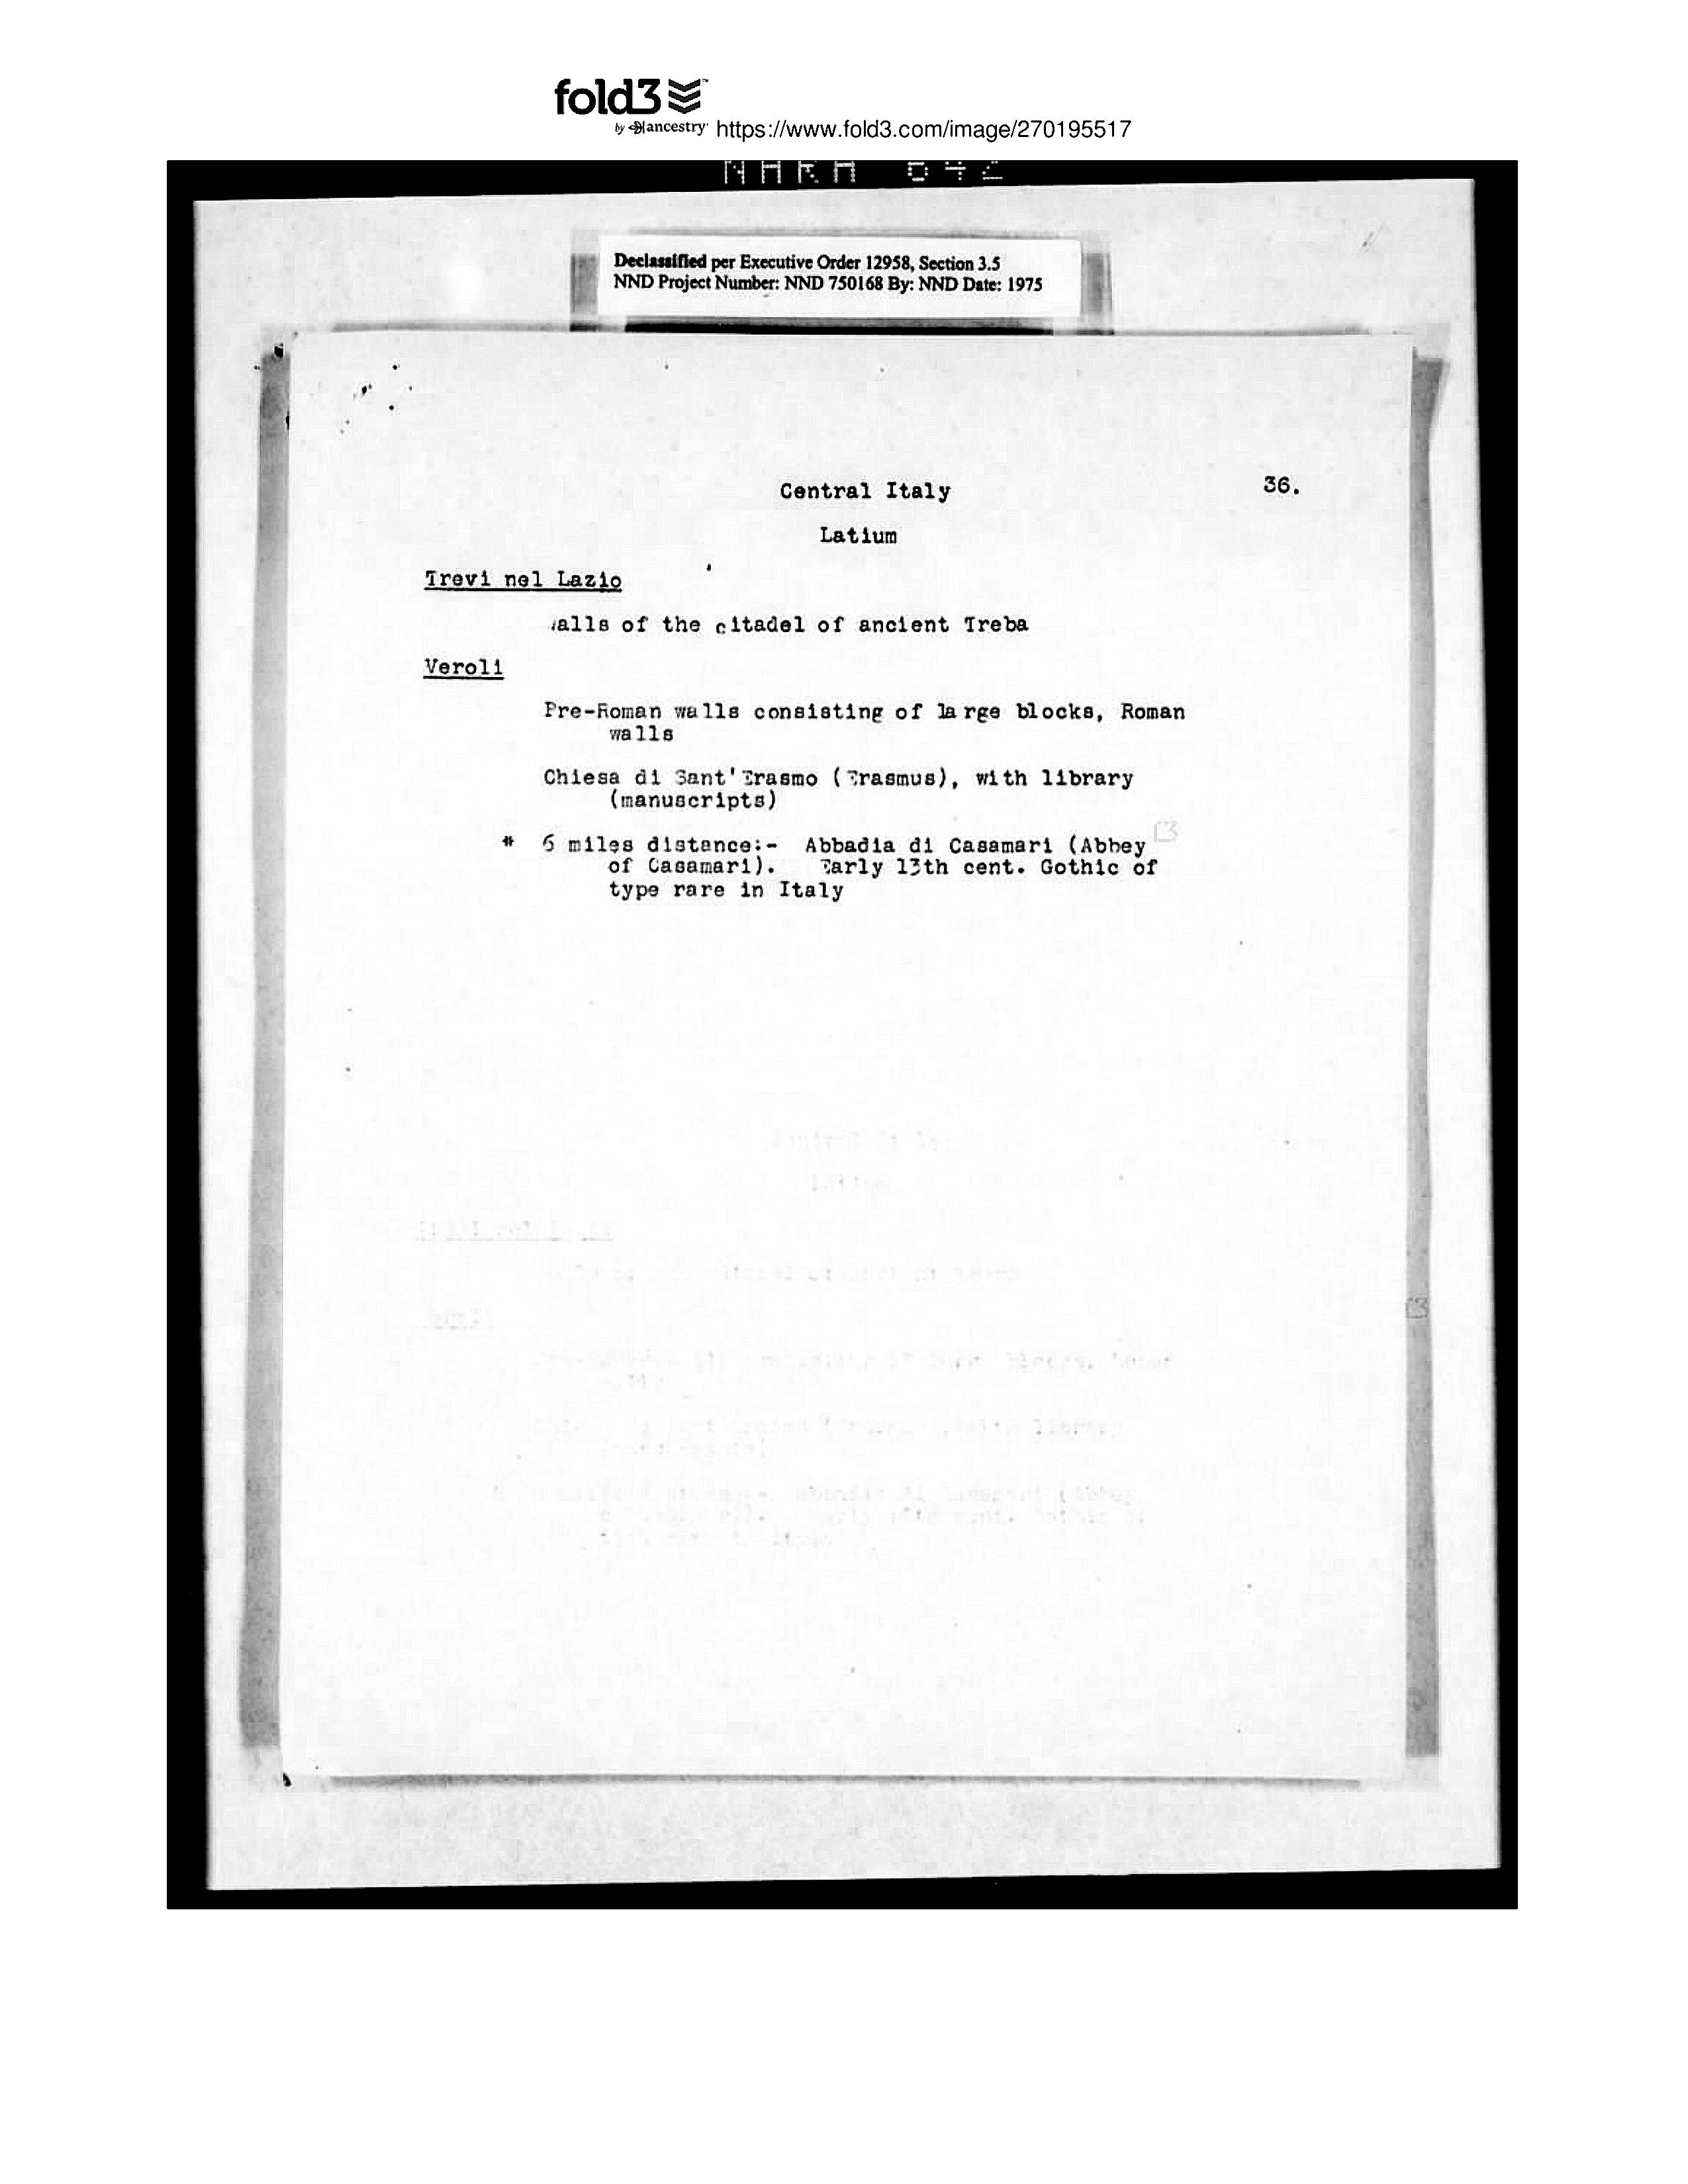 fold3
by ancestry https://www.fold3.com/image/270195517
NARA 642
Declassified per Executive Order 12958, Section 3.5
NND Project Number: NND 750168 By: NND Date: 1975
Central Italy 36.
Latium
Trevi nel Lazio
alls of the citadel of ancient Treba
Veroli
Pre-Roman walls consisting of large blocks, Roman
walls
Chiesa di Sant'Erasmo (Erasmus), with library
(manuscripts)
* 6 miles distance:- Abbadia di Casamari (Abbey
of Casamari). Early 13th cent. Gothic of
type rare in Italy